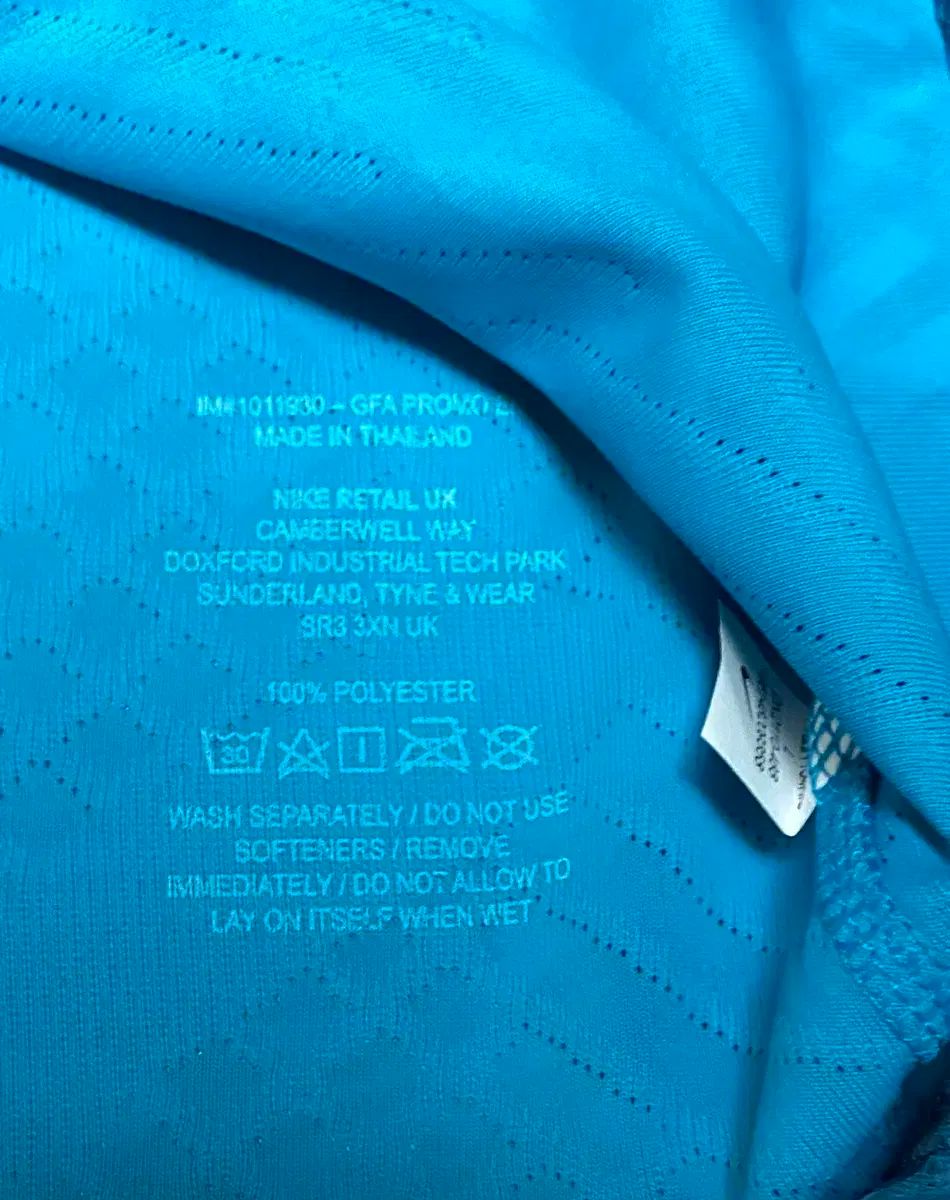 IM#1011930 – GFA PROMO
MADE IN THAILAND
NIKE RETAIL UK
CAMBERWELL WAY
DOXFORD INDUSTRIAL TECH PARK
SUNDERLAND, TYNE & WEAR
SR3 3XN UK
100% POLYESTER
30
WASH SEPARATELY / DO NOT USE
SOFTENERS / REMOVE
IMMEDIATELY / DO NOT ALLOW TO
LAY ON ITSELF WHEN WET